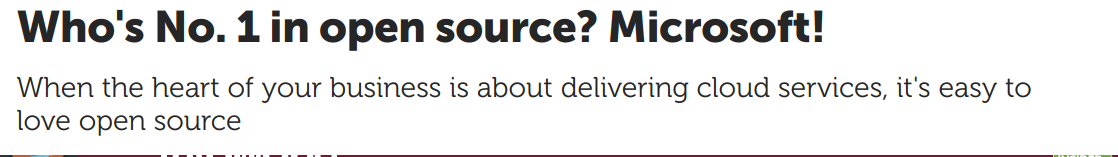 Who's No. 1 in open source? Microsoft!
When the heart of your business is about delivering cloud services, it's easy to
love open source